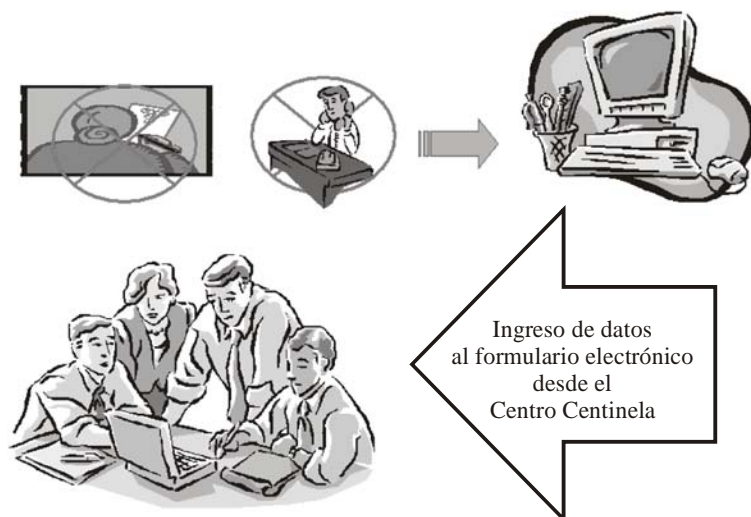 Ingreso de datos
al formulario electrónico
desde el
Centro Centinela